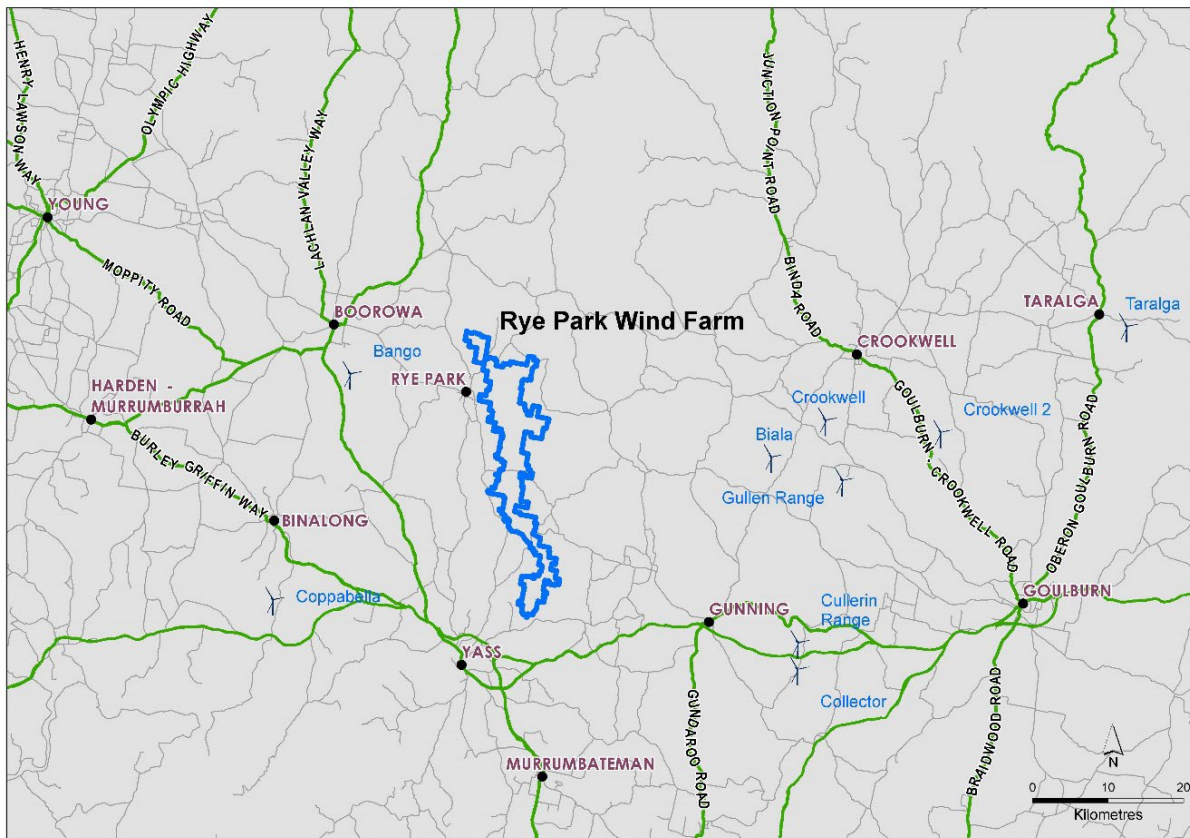 HENRY LAWSON WAY
OLYMPIC HIGHWAY
LACHLAN VALLEY WAY
JUNCTION POINT ROAD
YOUNG
MOPPITY ROAD
BINDA ROAD
BOOROWA
Rye Park Wind Farm
TARALGA
Taralga
Bango
CROOKWELL
RYE PARK
HARDEN -
MURRUMBURRAH
Crookwell
Crookwell 2
GOULBURN - CROOKWELL ROAD
OBERON GOULBURN ROAD
Biala
BURLEY GRIFFIN WAY
Gullen Range
BINALONG
Coppabella
GUNNING
Cullerin
Range
GOULBURN
YASS
Collector
GUNDAROO ROAD
BRAIDWOOD ROAD
MURRUMBATEMAN
N
0 10 20
Kilometres